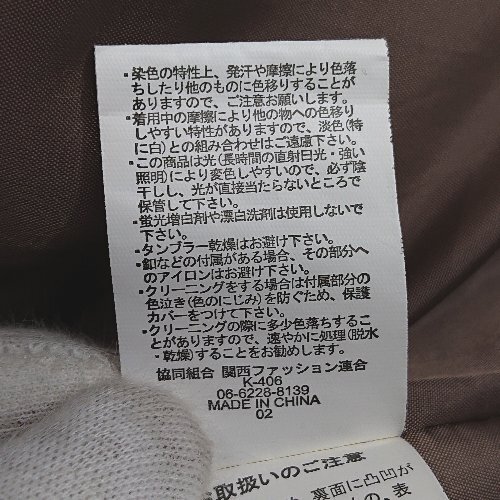 ・染色の特性上、発汗や摩擦により色落
ちしたり他のものに色移りすることが
ありますので、ご注意お願いします。
・着用中の摩擦により他の物への色移り
しやすい特性がありますので、淡色(特
に白)との組み合わせはご遠慮下さい。
・この商品は光(長時間の直射日光・強い
照明)により変色しやすいので、必ず陰
干しし、光が直接当たらないところで
保管して下さい。
・蛍光増白剤や漂白洗剤は使用しないで
下さい。
・タンブラー乾燥はお避け下さい。
・釦などの付属がある場合、その部分へ
のアイロンはお避け下さい。
・クリーニングをする場合は付属部分の
色泣き(色のにじみ)を防ぐため、保護
カバーをつけて下さい。
・クリーニングの際に多少色落ちするこ
とがありますので、速やかに処理(脱水
・乾燥)することをお勧めします。
協同組合 関西ファッション連合
K-406
06-6228-8139
MADE IN CHINA
02
取扱いのご注意
裏面に凸凹が